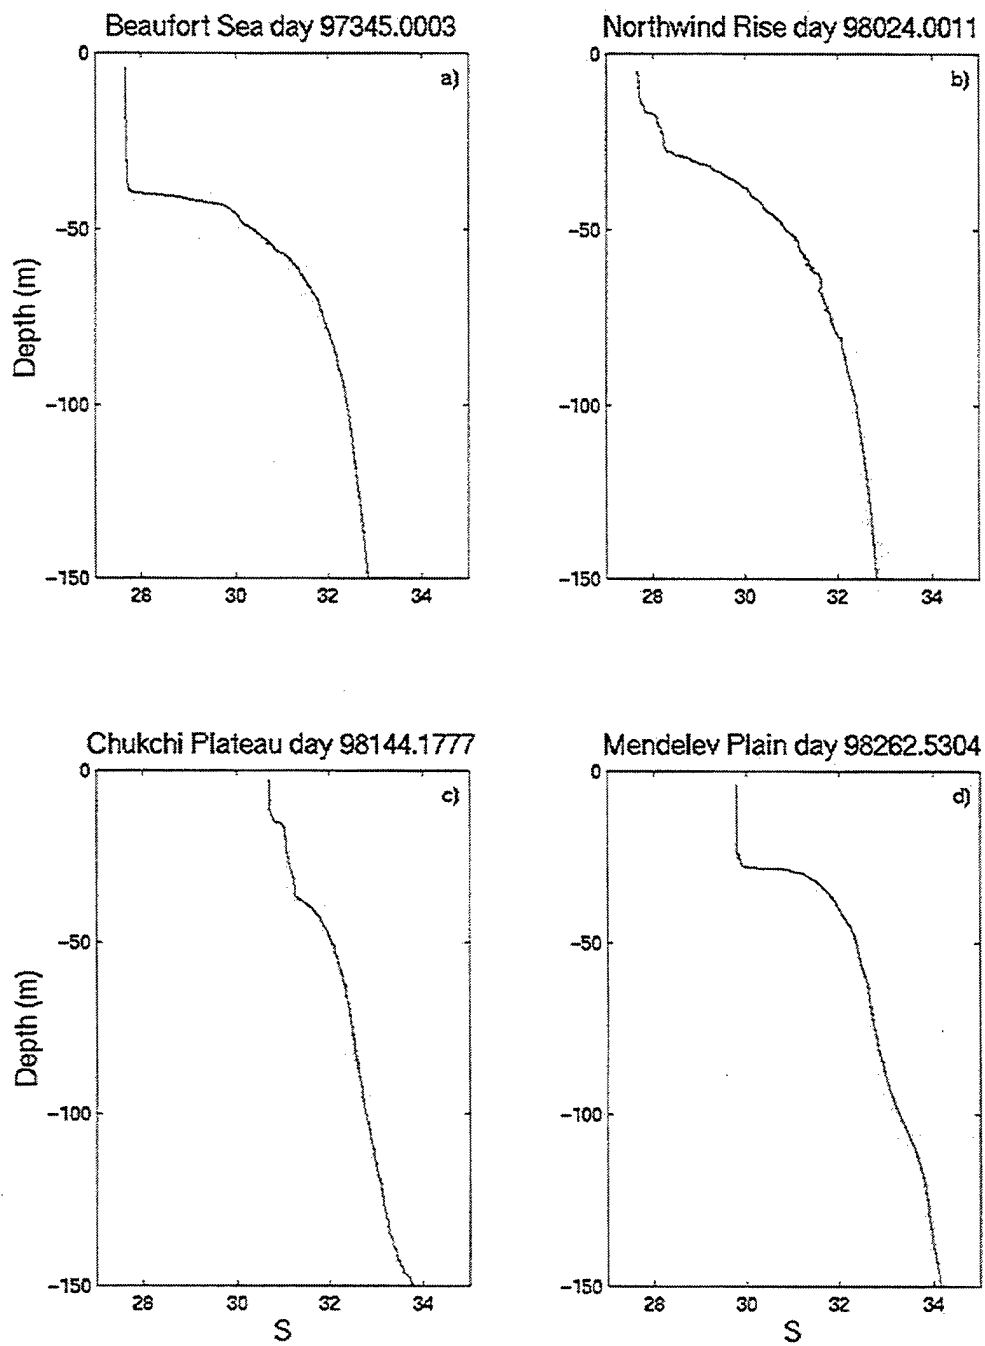 Beaufort Sea day 97345.0003
Northwind Rise day 98024.0011
a)
b)
0
-50
-100
-150
28
30
32
34
Depth (m)
0
-50
-100
-150
28
30
32
34
Chukchi Plateau day 98144.1777
Mendelev Plain day 98262.5304
c)
d)
0
-50
-100
-150
28
30
32
34
Depth (m)
S
0
-50
-100
-150
28
30
32
34
S